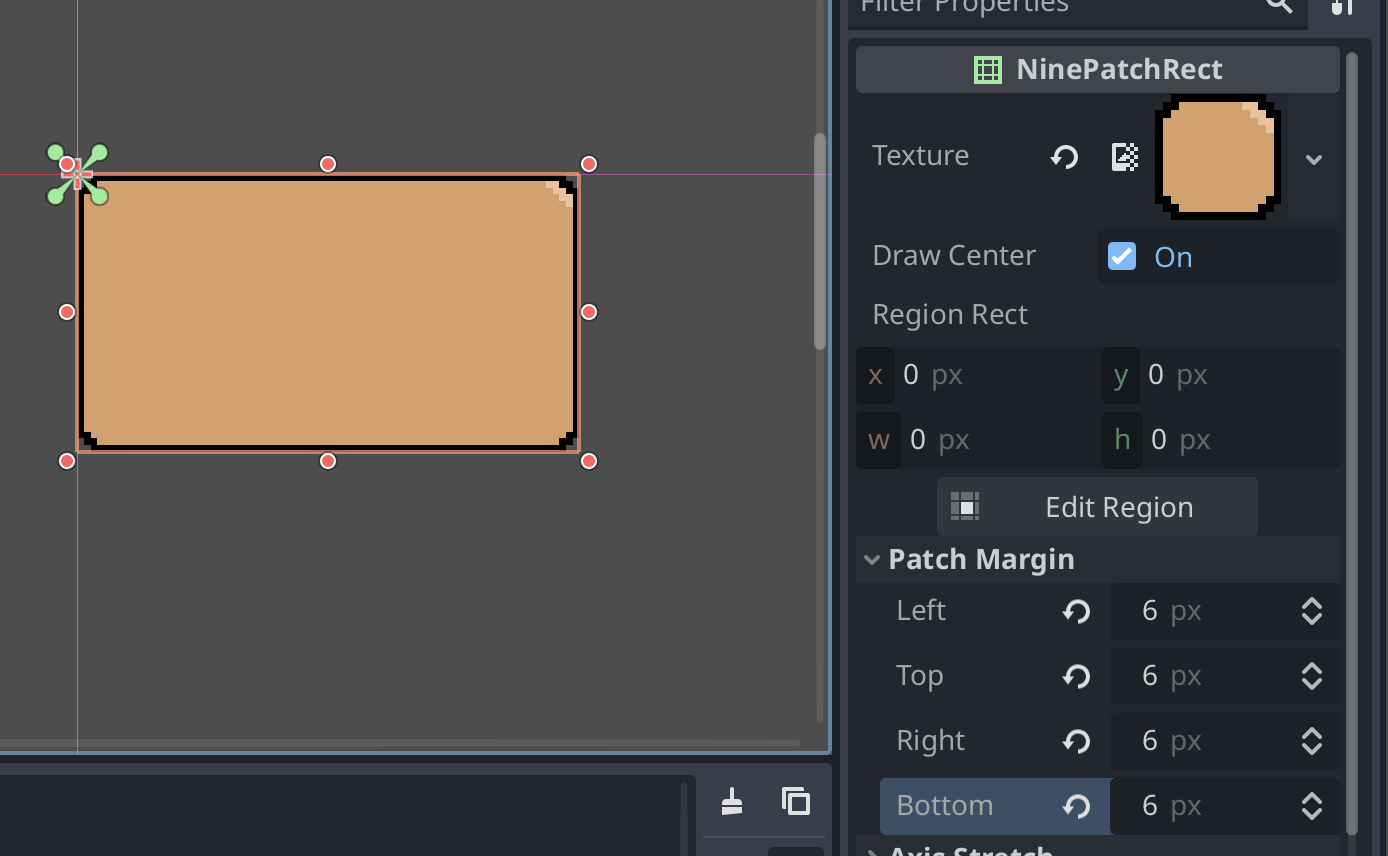 Filter Properties
NinePatchRect
Texture
Draw Center
On
Region Rect
x 0 px y 0 px
w 0 px h 0 px
Edit Region
Patch Margin
Left 6 px
Top 6 px
Right 6 px
Bottom 6 px
Axis Stretch